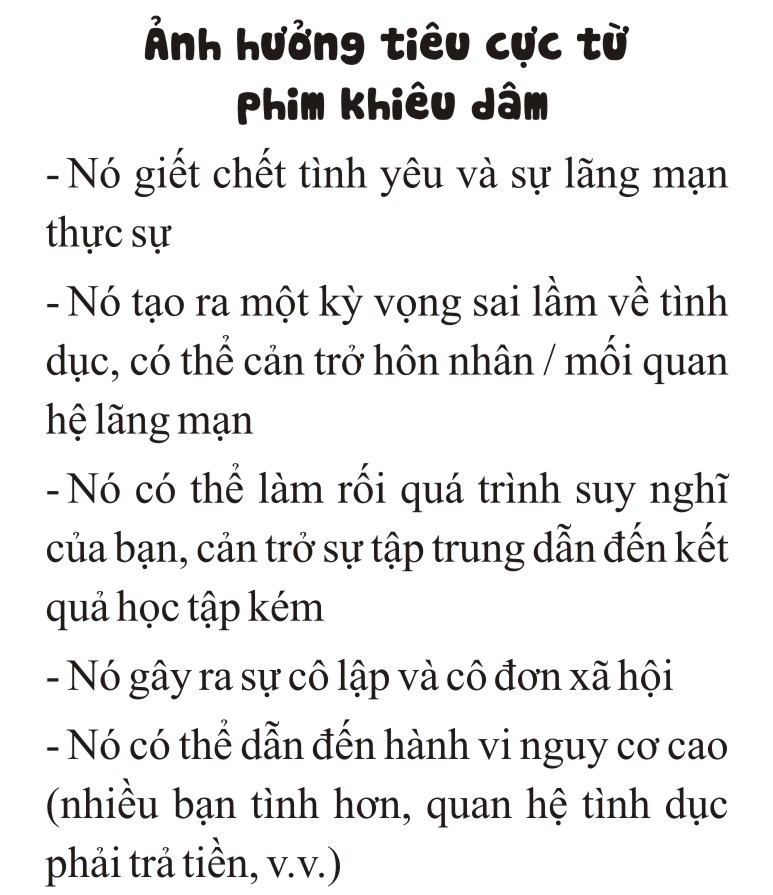 Ảnh hưởng tiêu cực từ
phim khiêu dâm
- Nó giết chết tình yêu và sự lãng mạn
thực sự
- Nó tạo ra một kỳ vọng sai lầm về tình
dục, có thể cản trở hôn nhân / mối quan
hệ lãng mạn
- Nó có thể làm rối quá trình suy nghĩ
của bạn, cản trở sự tập trung dẫn đến kết
quả học tập kém
- Nó gây ra sự cô lập và cô đơn xã hội
- Nó có thể dẫn đến hành vi nguy cơ cao
(nhiều bạn tình hơn, quan hệ tình dục
phải trả tiền, v.v.)